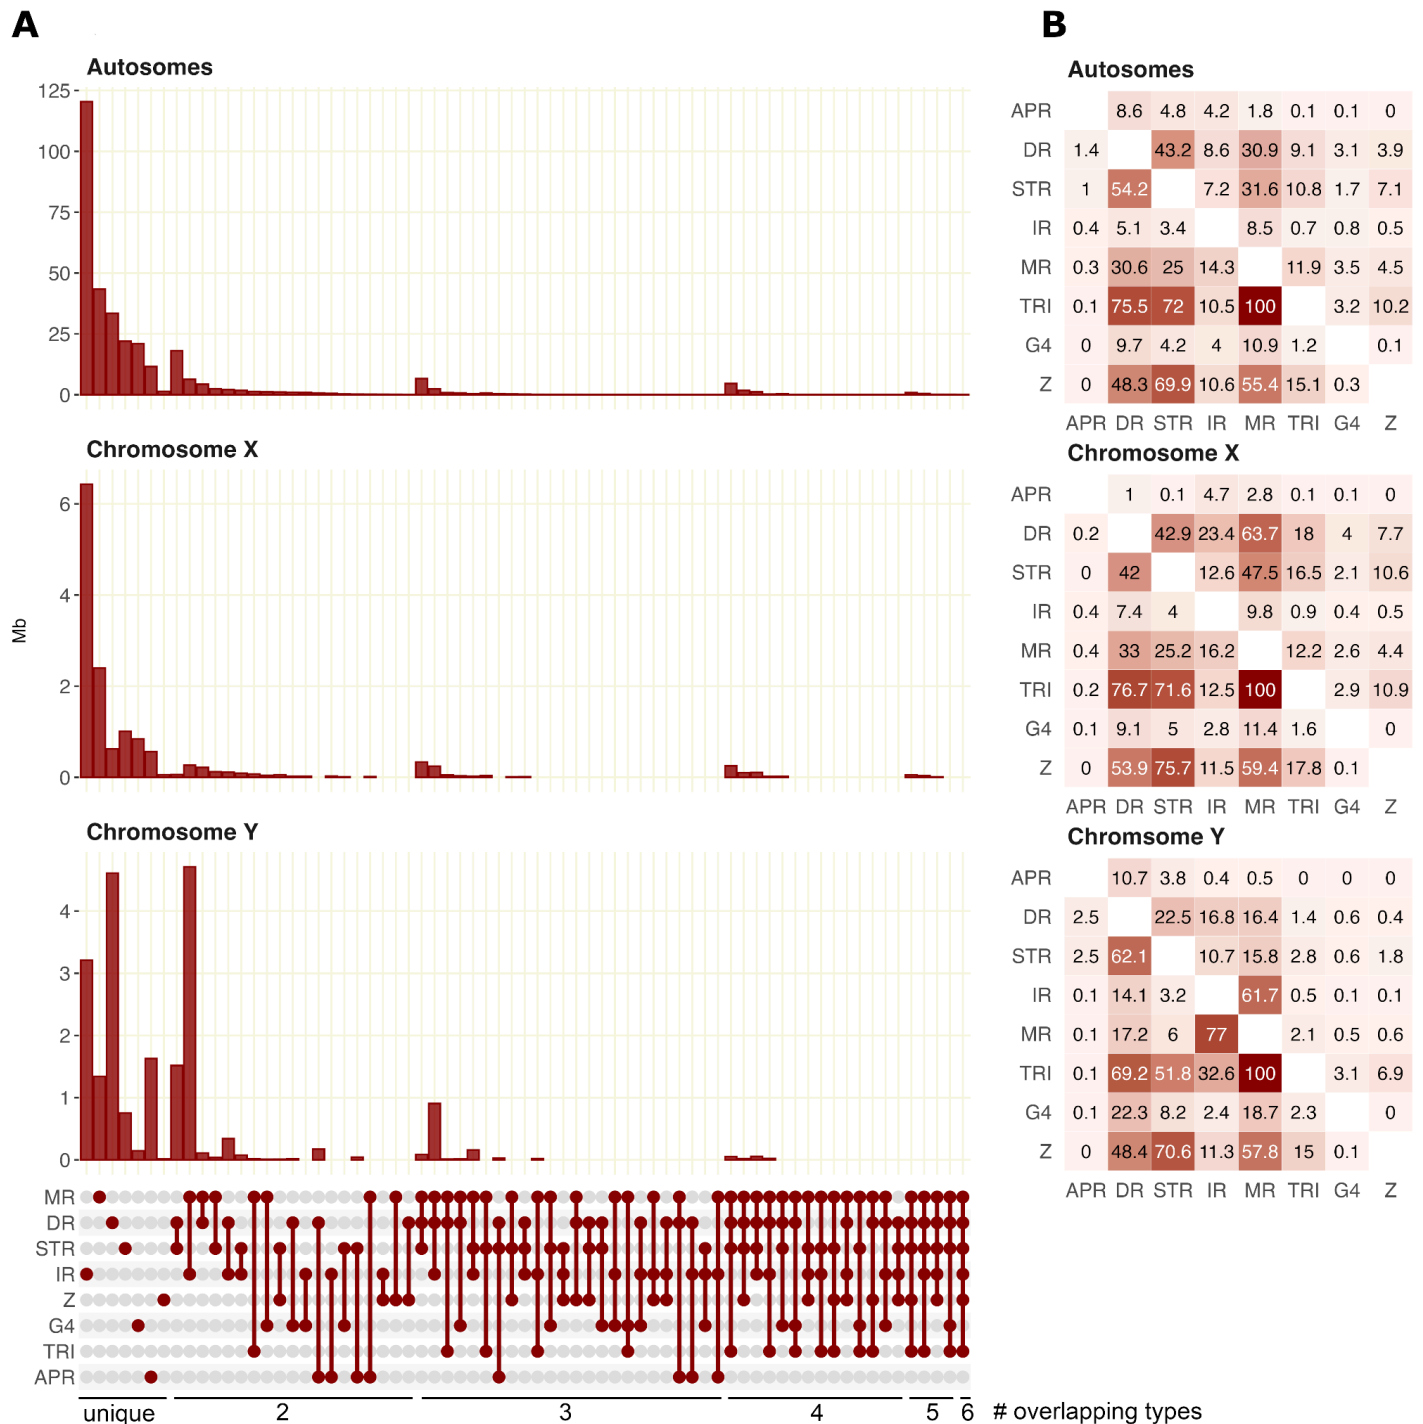 A
B
Autosomes
125
100
75
50
25
0
Chromosome X
6
4
2
0
Mb
Chromosome Y
4
3
2
1
0
MR
DR
STR
IR
Z
G4
TRI
APR
unique 2 3 4 5 6 # overlapping types
Autosomes
APR 8.6 4.8 4.2 1.8 0.1 0.1 0
DR 1.4 43.2 8.6 30.9 9.1 3.1 3.9
STR 1 54.2 7.2 31.6 10.8 1.7 7.1
IR 0.4 5.1 3.4 8.5 0.7 0.8 0.5
MR 0.3 30.6 25 14.3 11.9 3.5 4.5
TRI 0.1 75.5 72 10.5 100 3.2 10.2
G4 0 9.7 4.2 4 10.9 1.2 0.1
Z 0 48.3 69.9 10.6 55.4 15.1 0.3
APR DR STR IR MR TRI G4 Z
Chromosome X
APR 1 0.1 4.7 2.8 0.1 0.1 0
DR 0.2 42.9 23.4 63.7 18 4 7.7
STR 0 42 12.6 47.5 16.5 2.1 10.6
IR 0.4 7.4 4 9.8 0.9 0.4 0.5
MR 0.4 33 25.2 16.2 12.2 2.6 4.4
TRI 0.2 76.7 71.6 12.5 100 2.9 10.9
G4 0.1 9.1 5 2.8 11.4 1.6 0
Z 0 53.9 75.7 11.5 59.4 17.8 0.1
APR DR STR IR MR TRI G4 Z
Chromsome Y
APR 10.7 3.8 0.4 0.5 0 0 0
DR 2.5 22.5 16.8 16.4 1.4 0.6 0.4
STR 2.5 62.1 10.7 15.8 2.8 0.6 1.8
IR 0.1 14.1 3.2 61.7 0.5 0.1 0.1
MR 0.1 17.2 6 77 2.1 0.5 0.6
TRI 0.1 69.2 51.8 32.6 100 3.1 6.9
G4 0.1 22.3 8.2 2.4 18.7 2.3 0
Z 0 48.4 70.6 11.3 57.8 15 0.1
APR DR STR IR MR TRI G4 Z